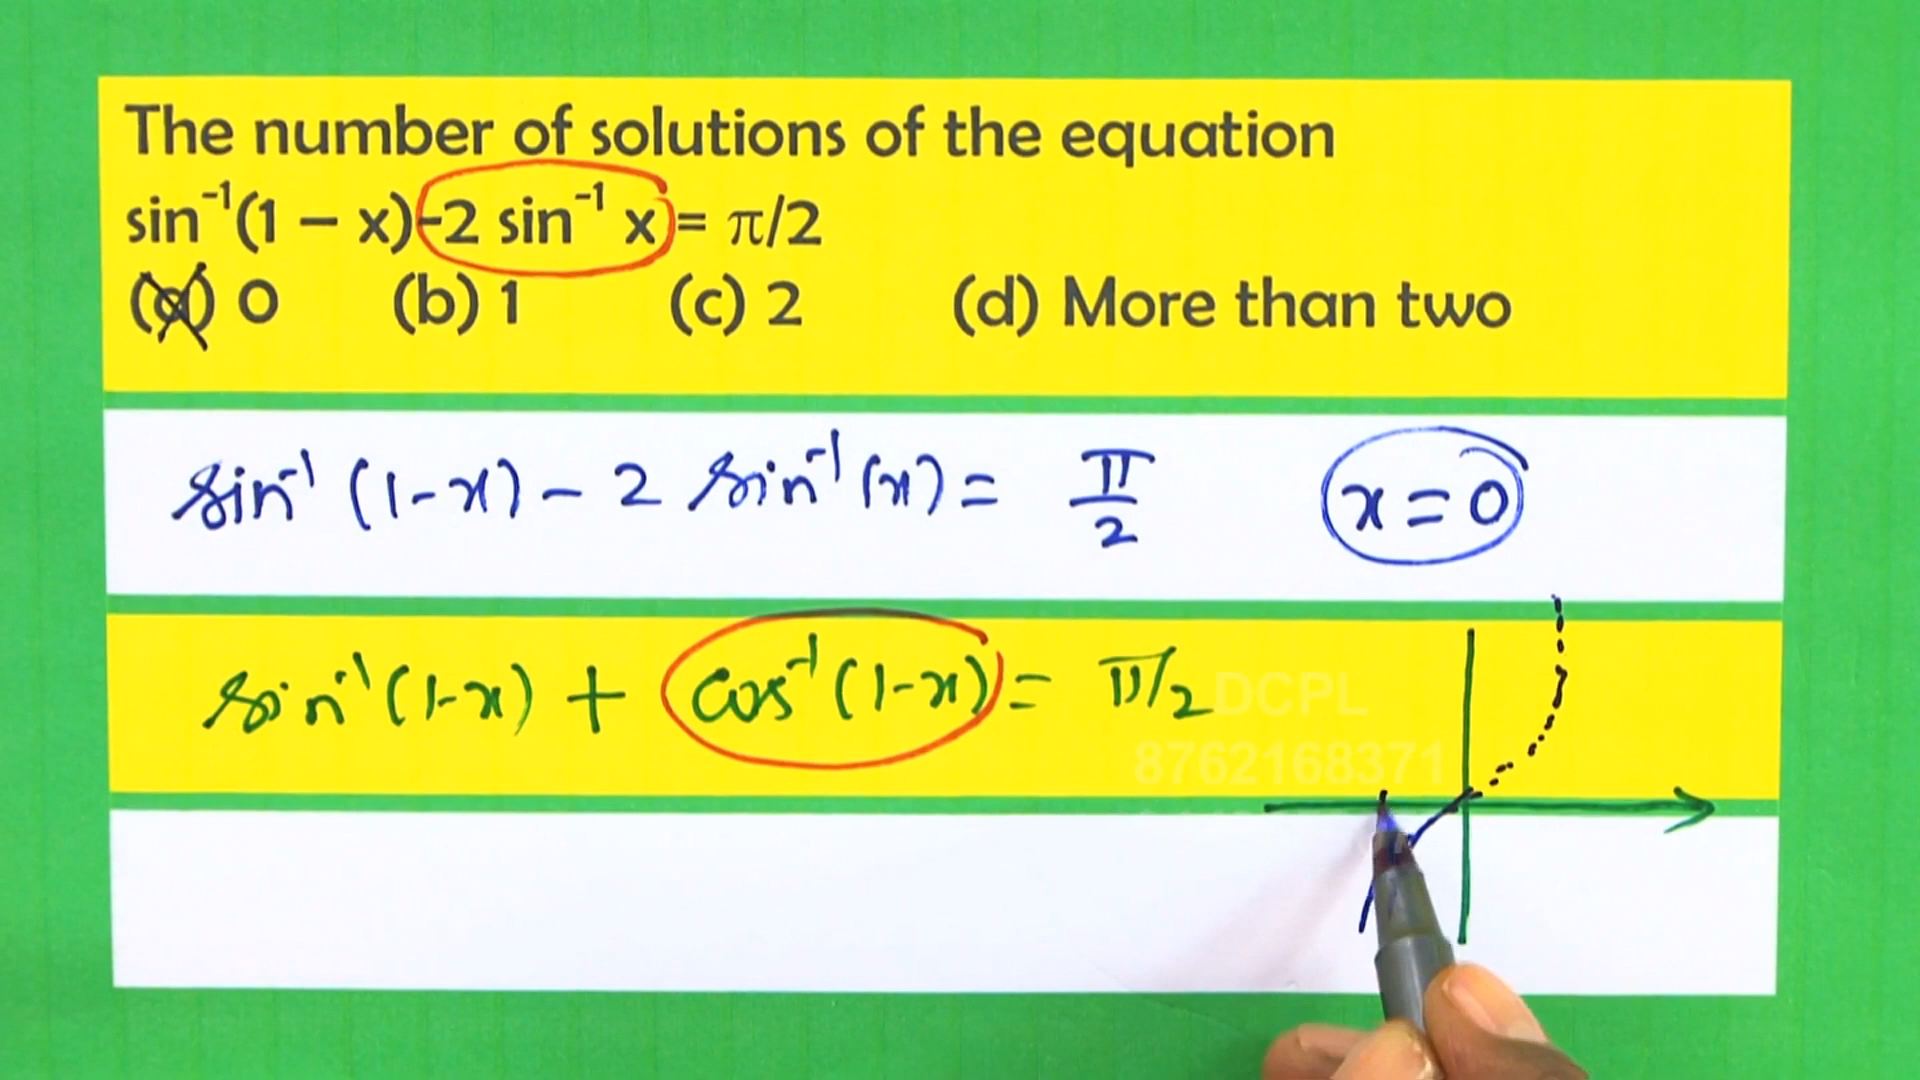 The number of solutions of the equation
sin⁻¹(1 – x)-2 sin⁻¹ x = π/2
(a) 0 (b) 1 (c) 2 (d) More than two
sin⁻¹ (1-x) - 2 sin⁻¹(x) = π/2 x = 0
sin⁻¹(1-x) + cos⁻¹(1-x) = π/2
DCPL
8762168371